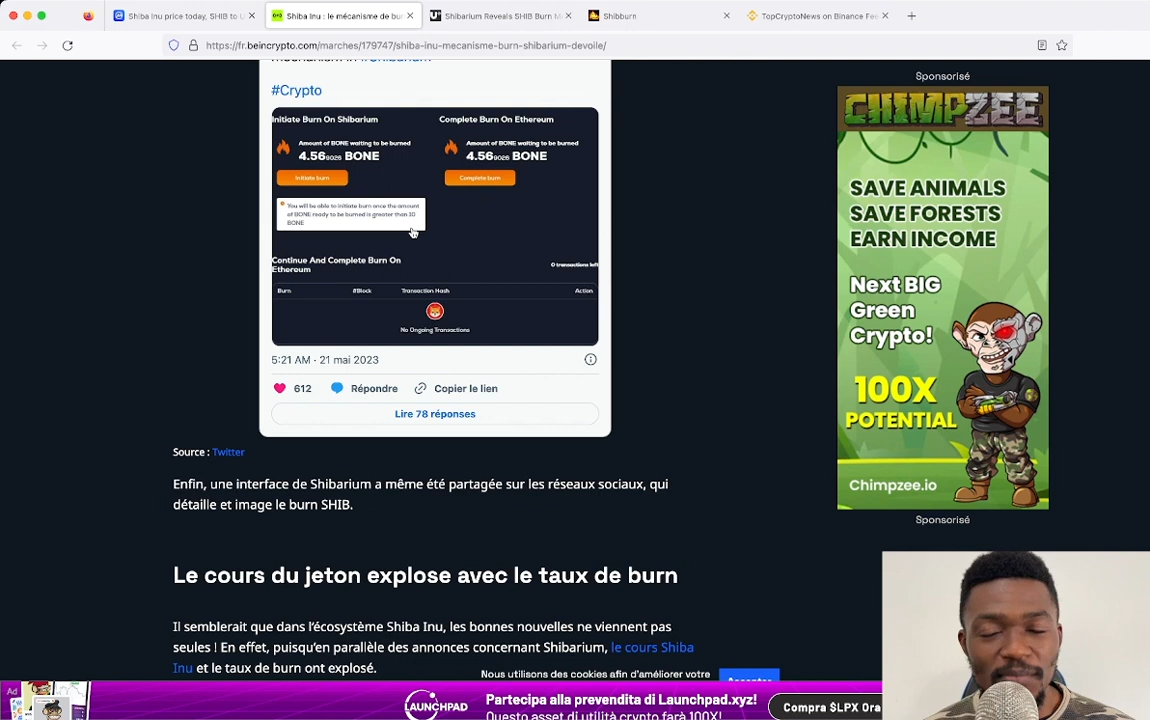 Shiba Inu price today, SHIB to U
Shiba Inu : le mécanisme de bur
Shibarium Reveals SHIB Burn M
Shibburn
TopCryptoNews on Binance Fee
https://fr.beincrypto.com/marches/179747/shiba-inu-mecanisme-burn-shibarium-devoile/
#Crypto
Initiate Burn On Shibarium
Complete Burn On Ethereum
Amount of BONE waiting to be burned
4.569026 BONE
Amount of BONE waiting to be burned
4.569026 BONE
Initiate burn
Complete burn
You will be able to initiate burn once the amount
of BONE ready to be burned is greater than 10
BONE
Continue And Complete Burn On
Ethereum
0 transactions left
Burn
#Block
Transaction Hash
Action
No Ongoing Transactions
5:21 AM · 21 mai 2023
612
Répondre
Copier le lien
Lire 78 réponses
Source : Twitter
Enfin, une interface de Shibarium a même été partagée sur les réseaux sociaux, qui
détaille et image le burn SHIB.
Le cours du jeton explose avec le taux de burn
Il semblerait que dans l'écosystème Shiba Inu, les bonnes nouvelles ne viennent pas
seules ! En effet, puisqu'en parallèle des annonces concernant Shibarium, le cours Shiba
Inu et le taux de burn ont explosé.
Nous utilisons des cookies afin d'améliorer votre
Accepter
Sponsorisé
CHIMPZEE
SAVE ANIMALS
SAVE FORESTS
EARN INCOME
Next BIG
Green
Crypto!
100X
POTENTIAL
Chimpzee.io
Sponsorisé
Ad
LAUNCHPAD
Partecipa alla prevendita di Launchpad.xyz!
Questo asset di utilità crypto farà 100X!
Compra $LPX Ora